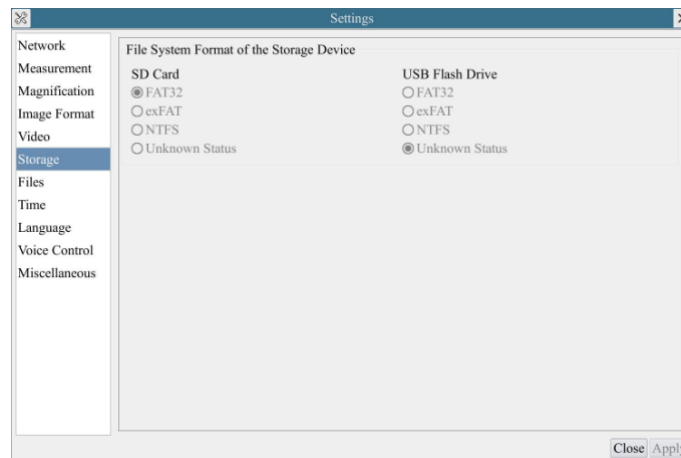 Settings
Network
Measurement
Magnification
Image Format
Video
Storage
Files
Time
Language
Voice Control
Miscellaneous
File System Format of the Storage Device
SD Card
FAT32
exFAT
NTFS
Unknown Status
USB Flash Drive
FAT32
exFAT
NTFS
Unknown Status
Close Apply